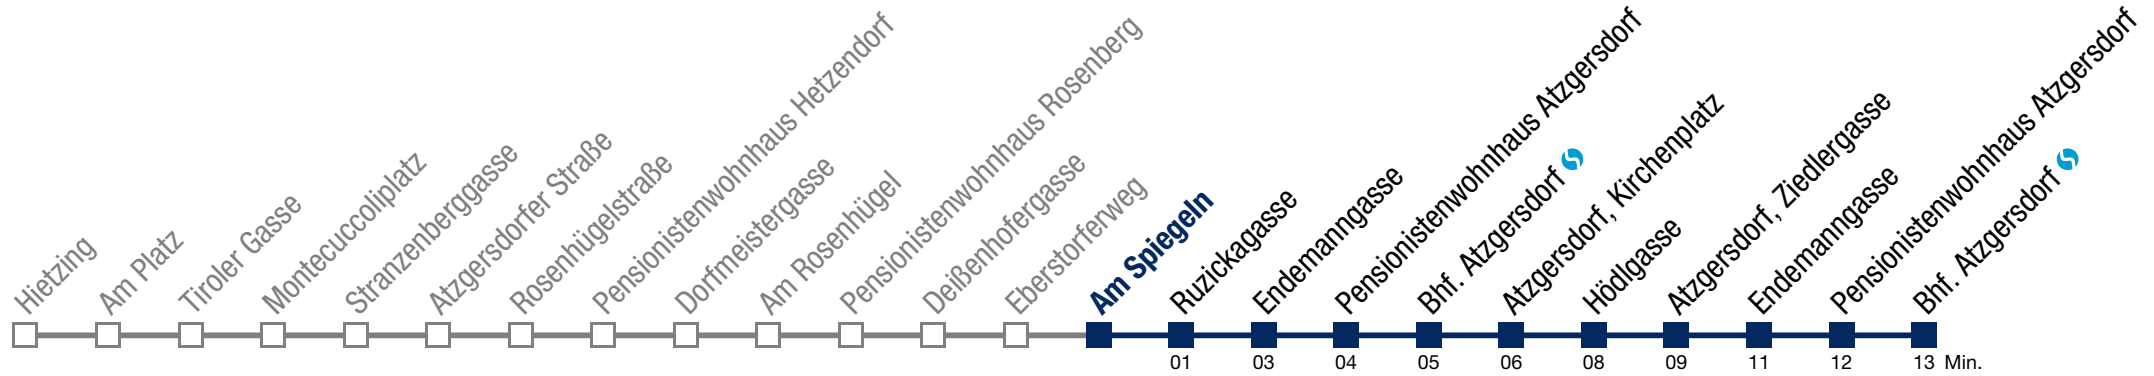 Hietzing
Am Platz
Tiroler Gasse
Montecuccoliplatz
Stranzenberggasse
Atzgersdorfer Straße
Rosenhügelstraße
Pensionistenwohnhaus Hetzendorf
Dorfmeistergasse
Am Rosenhügel
Pensionistenwohnhaus Rosenberg
Deißenhofergasse
Eberstorferweg
Am Spiegeln
Ruzickagasse
Endemanngasse
Pensionistenwohnhaus Atzgersdorf
Bhf. Atzgersdorf
Atzgersdorf, Kirchenplatz
Hödlgasse
Atzgersdorf, Ziedlergasse
Endemanngasse
Pensionistenwohnhaus Atzgersdorf
Bhf. Atzgersdorf
01 03 04 05 06 08 09 11 12 13 Min.